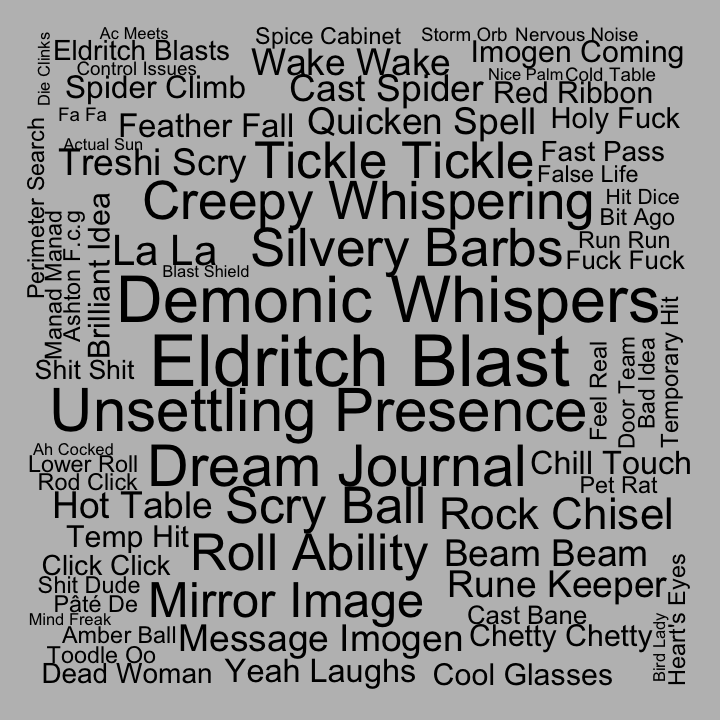 Ac Meets
Spice Cabinet
Storm Orb
Nervous Noise
Die Clinks
Eldritch Blasts
Wake Wake
Imogen Coming
Control Issues
Nice Palm
Cold Table
Spider Climb
Cast Spider
Red Ribbon
Fa Fa
Feather Fall
Quicken Spell
Holy Fuck
Actual Sun
Treshi Scry
Tickle Tickle
Fast Pass
False Life
Perimeter Search
Creepy Whispering
Hit Dice
Bit Ago
Manad Manad
Ashton F.c.g
Brilliant Idea
La La
Silvery Barbs
Run Run
Fuck Fuck
Blast Shield
Demonic Whispers
Temporary Hit
Eldritch Blast
Shit Shit
Feel Real
Door Team
Bad Idea
Unsettling Presence
Ah Cocked
Lower Roll
Dream Journal
Chill Touch
Rod Click
Pet Rat
Hot Table
Scry Ball
Rock Chisel
Temp Hit
Roll Ability
Beam Beam
Click Click
Shit Dude
Rune Keeper
Pâté De
Mirror Image
Heart's Eyes
Mind Freak
Cast Bane
Bird Lady
Amber Ball
Message Imogen
Chetty Chetty
Toodle Oo
Dead Woman
Yeah Laughs
Cool Glasses